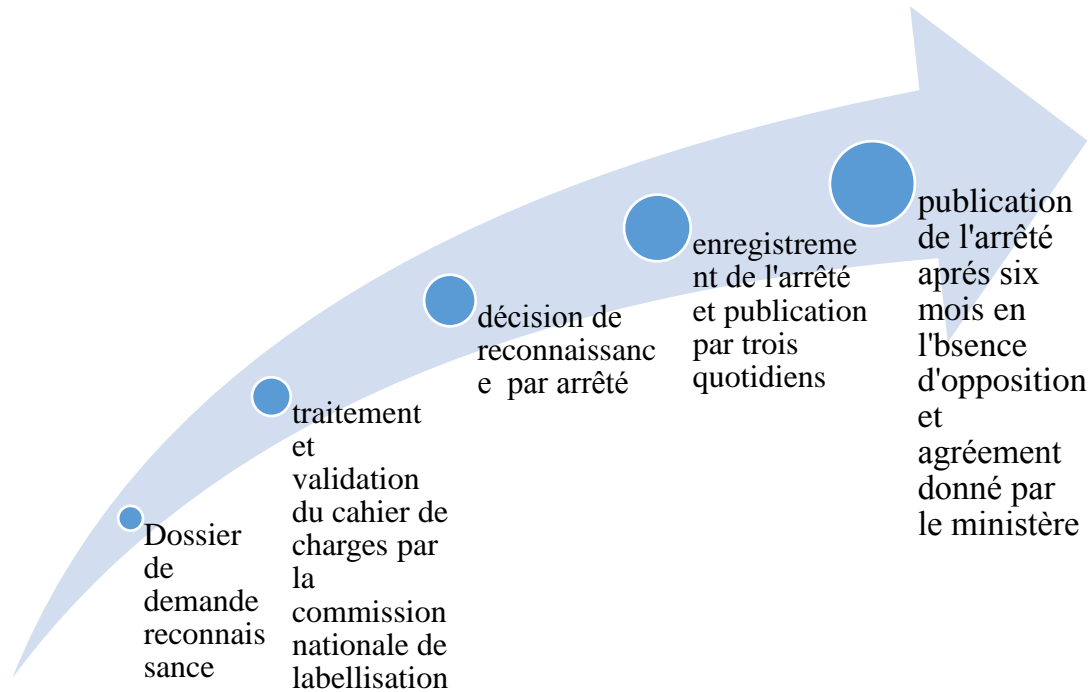 Dossier
de
demande
reconnais
sance
traitement
et
validation
du cahier de
charges par
la
commission
nationale de
labellisation
décision de
reconnaissanc
e par arrêté
enregistreme
nt de l'arrêté
et publication
par trois
quotidiens
publication
de l'arrêté
aprés six
mois en
l'bsence
d'opposition
et
agréement
donné par
le ministère